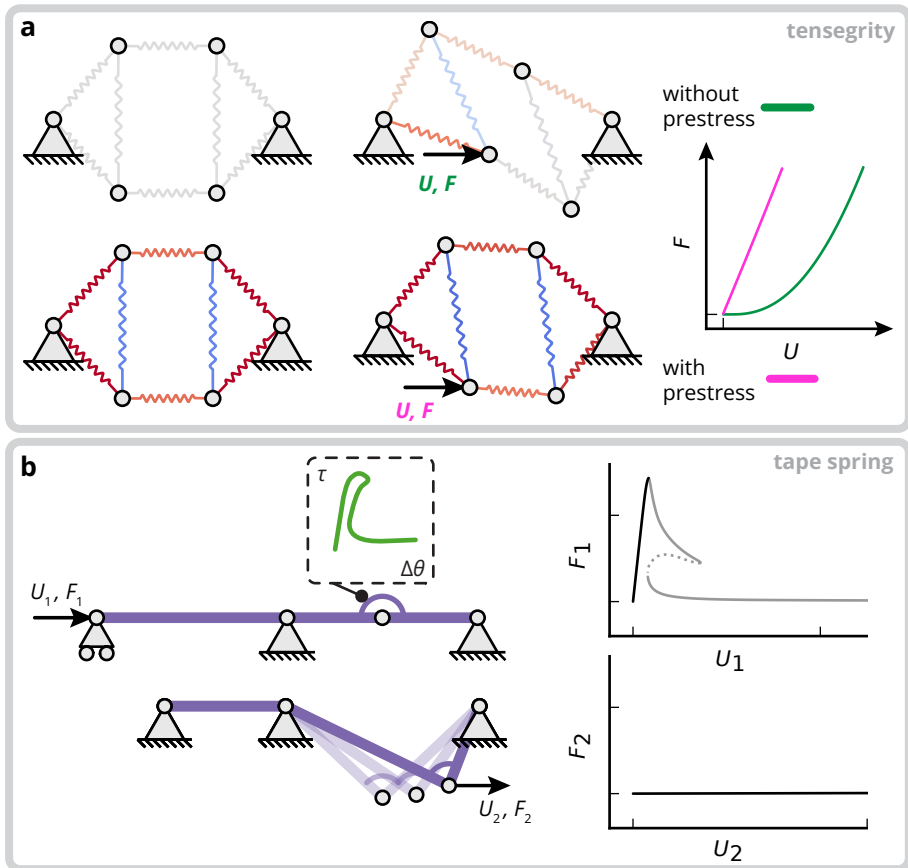 a
tensegrity
without
prestress
U, F
F
U
with
prestress
U, F
b
tape spring
τ
Δθ
U1, F1
F1
U1
U2, F2
F2
U2